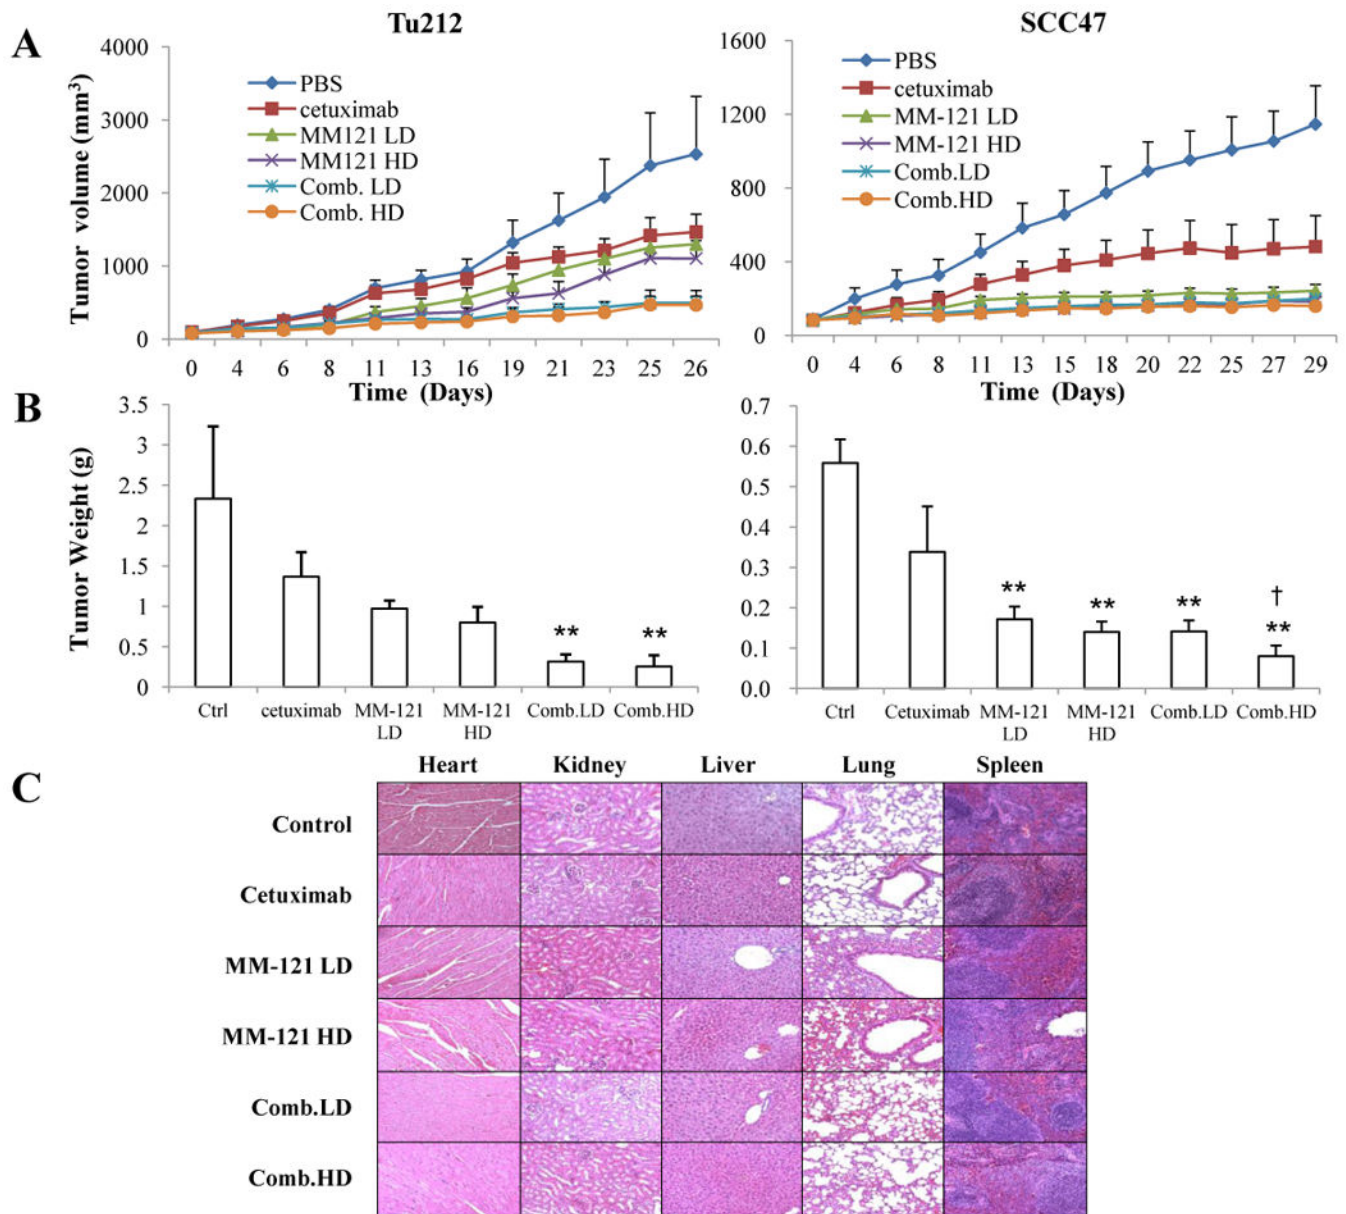 A
Tu212
Tumor volume (mm³)
4000
3000
2000
1000
0
PBS
cetuximab
MM121 LD
MM121 HD
Comb. LD
Comb. HD
0 4 6 8 11 13 16 19 21 23 25 26
Time (Days)
SCC47
1600
1200
800
400
0
PBS
cetuximab
MM-121 LD
MM-121 HD
Comb.LD
Comb.HD
0 4 6 8 11 13 15 18 20 22 25 27 29
Time (Days)
B
Tumor Weight (g)
3.5
3
2.5
2
1.5
1
0.5
0
** **
Ctrl cetuximab MM-121 MM-121 Comb.LD Comb.HD
LD HD
0.7
0.6
0.5
0.4
0.3
0.2
0.1
0.0
†
** ** ** **
Ctrl Cetuximab MM-121 MM-121 Comb.LD Comb.HD
LD HD
C
Heart Kidney Liver Lung Spleen
Control
Cetuximab
MM-121 LD
MM-121 HD
Comb.LD
Comb.HD